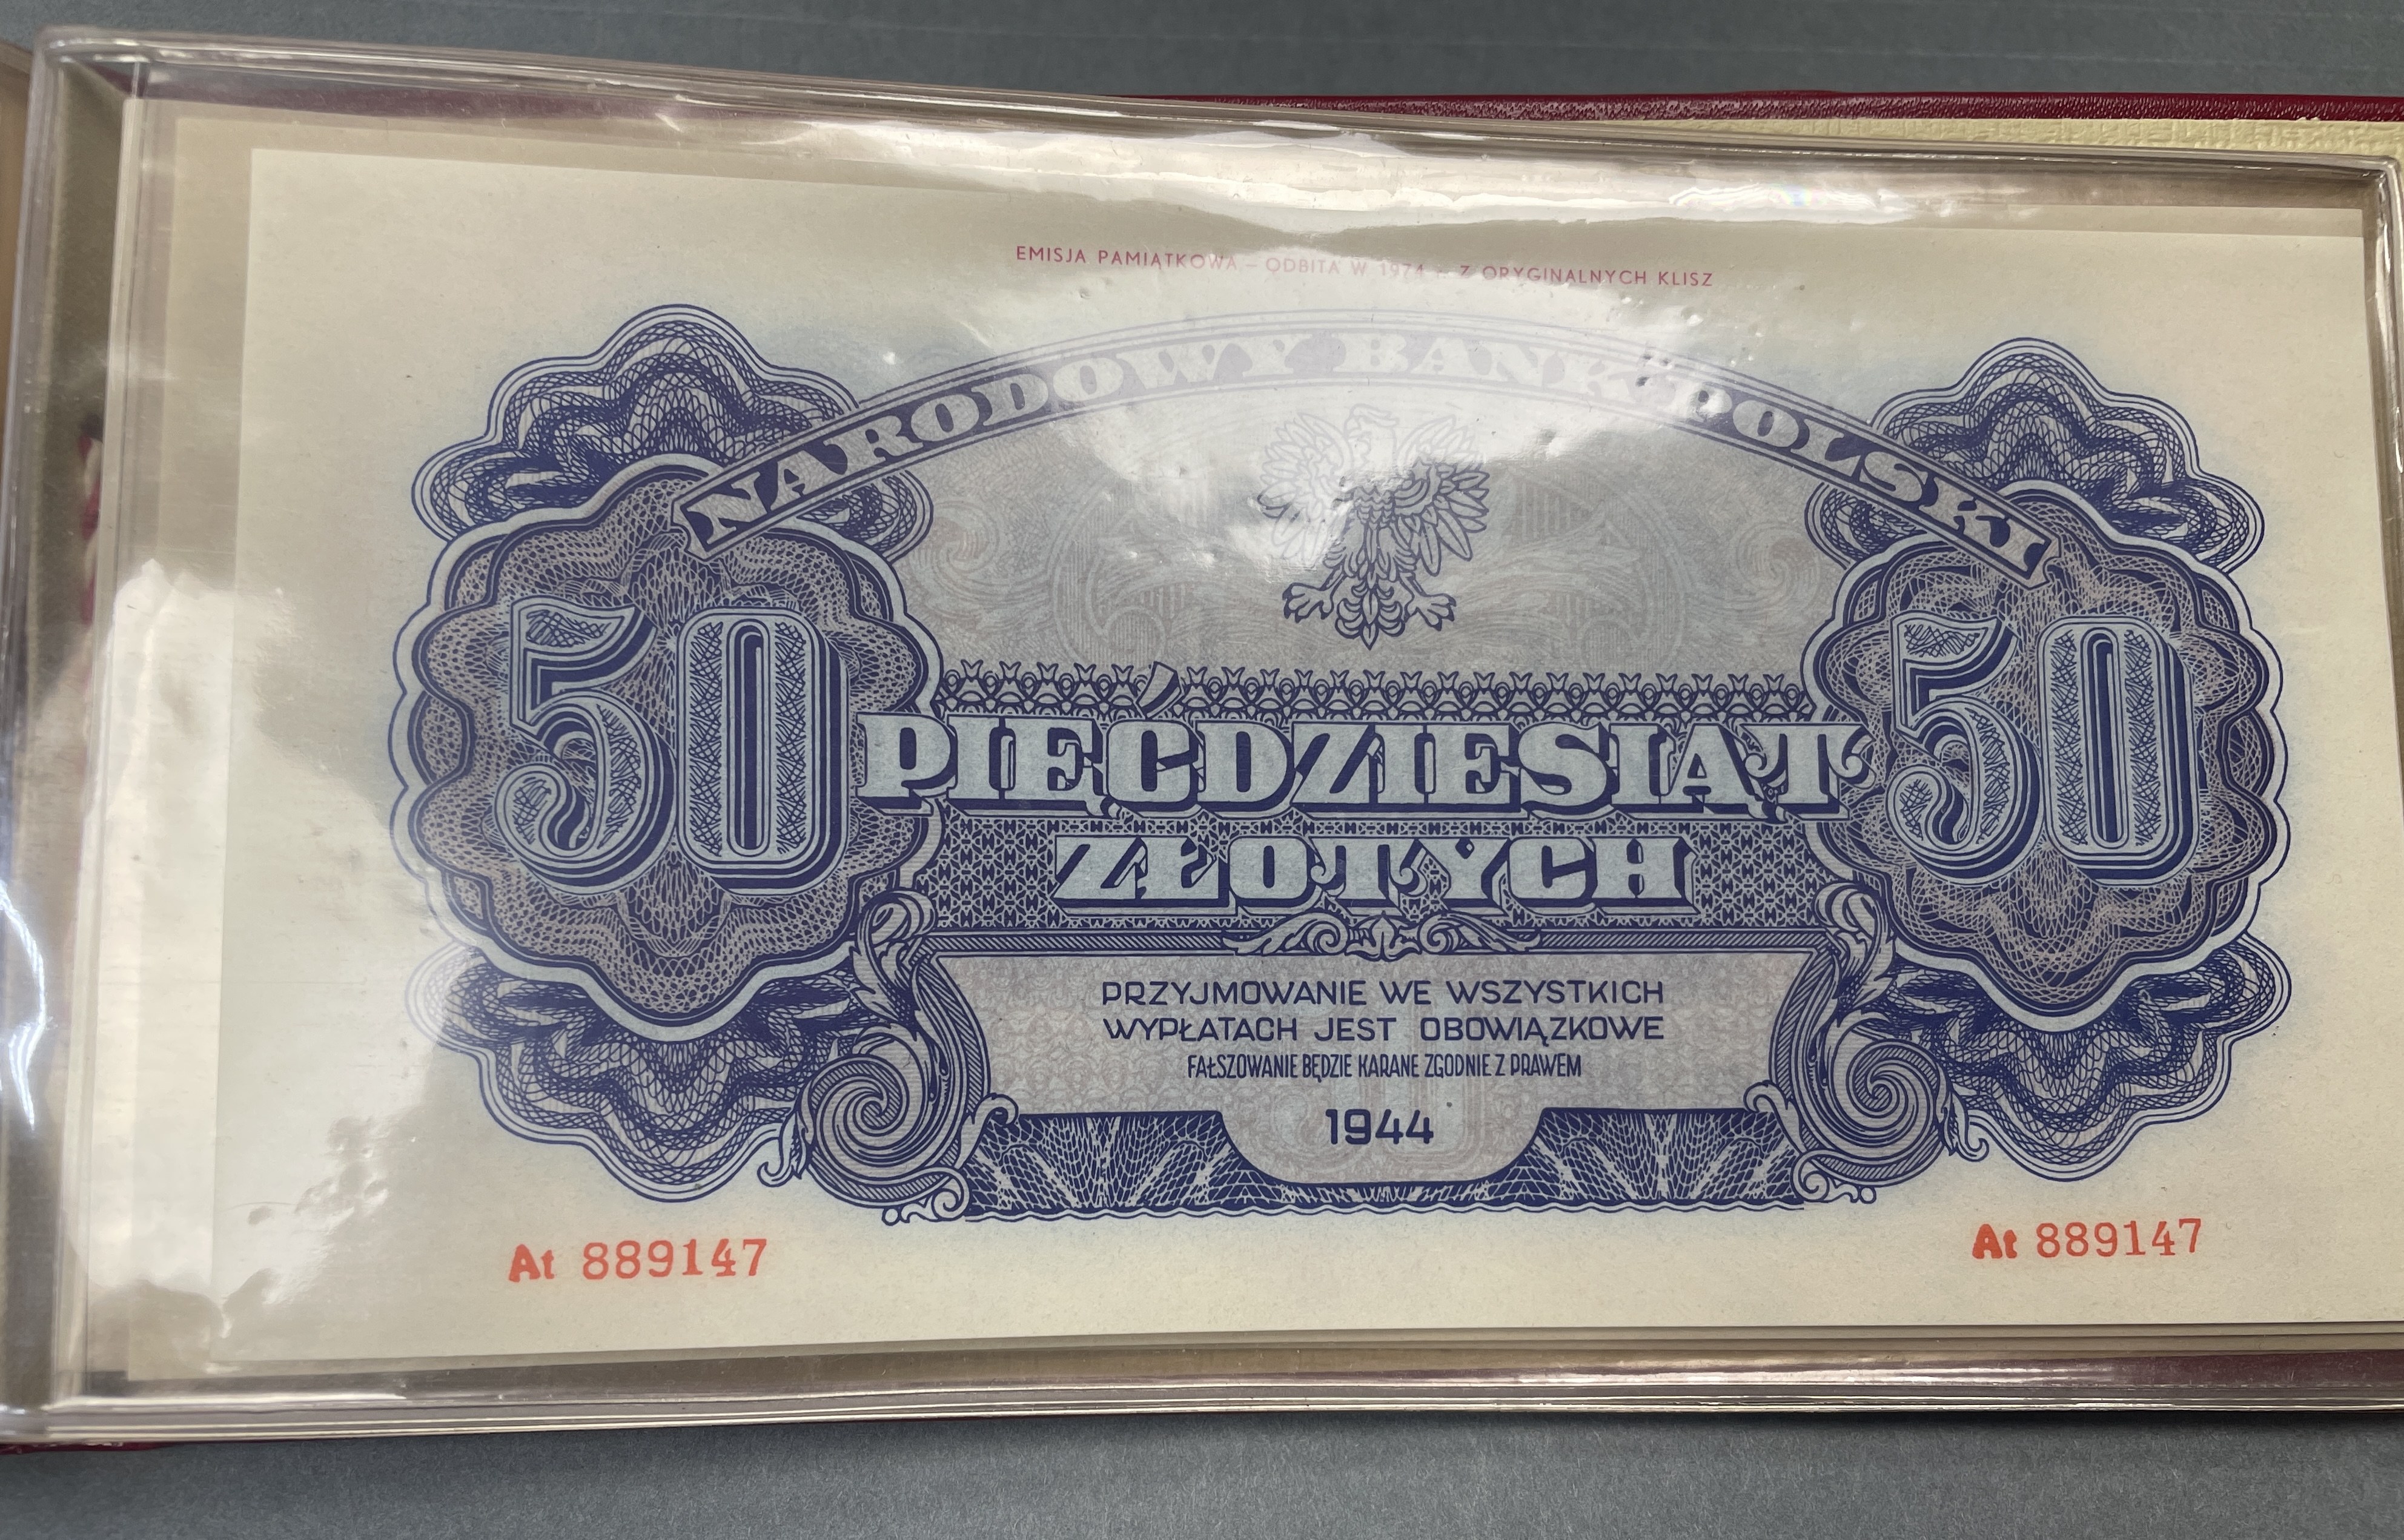 EMISJA PAMIĄTKOWA – ODBITA W 1974 – Z ORYGINALNYCH KLISZ
NARODOWY BANK POLSKI
50 50
PIĘĆDZIESIĄT
ZŁOTYCH
PRZYJMOWANIE WE WSZYSTKICH
WYPŁATACH JEST OBOWIĄZKOWE
FAŁSZOWANIE BĘDZIE KARANE ZGODNIE Z PRAWEM
1944
At 889147 At 889147